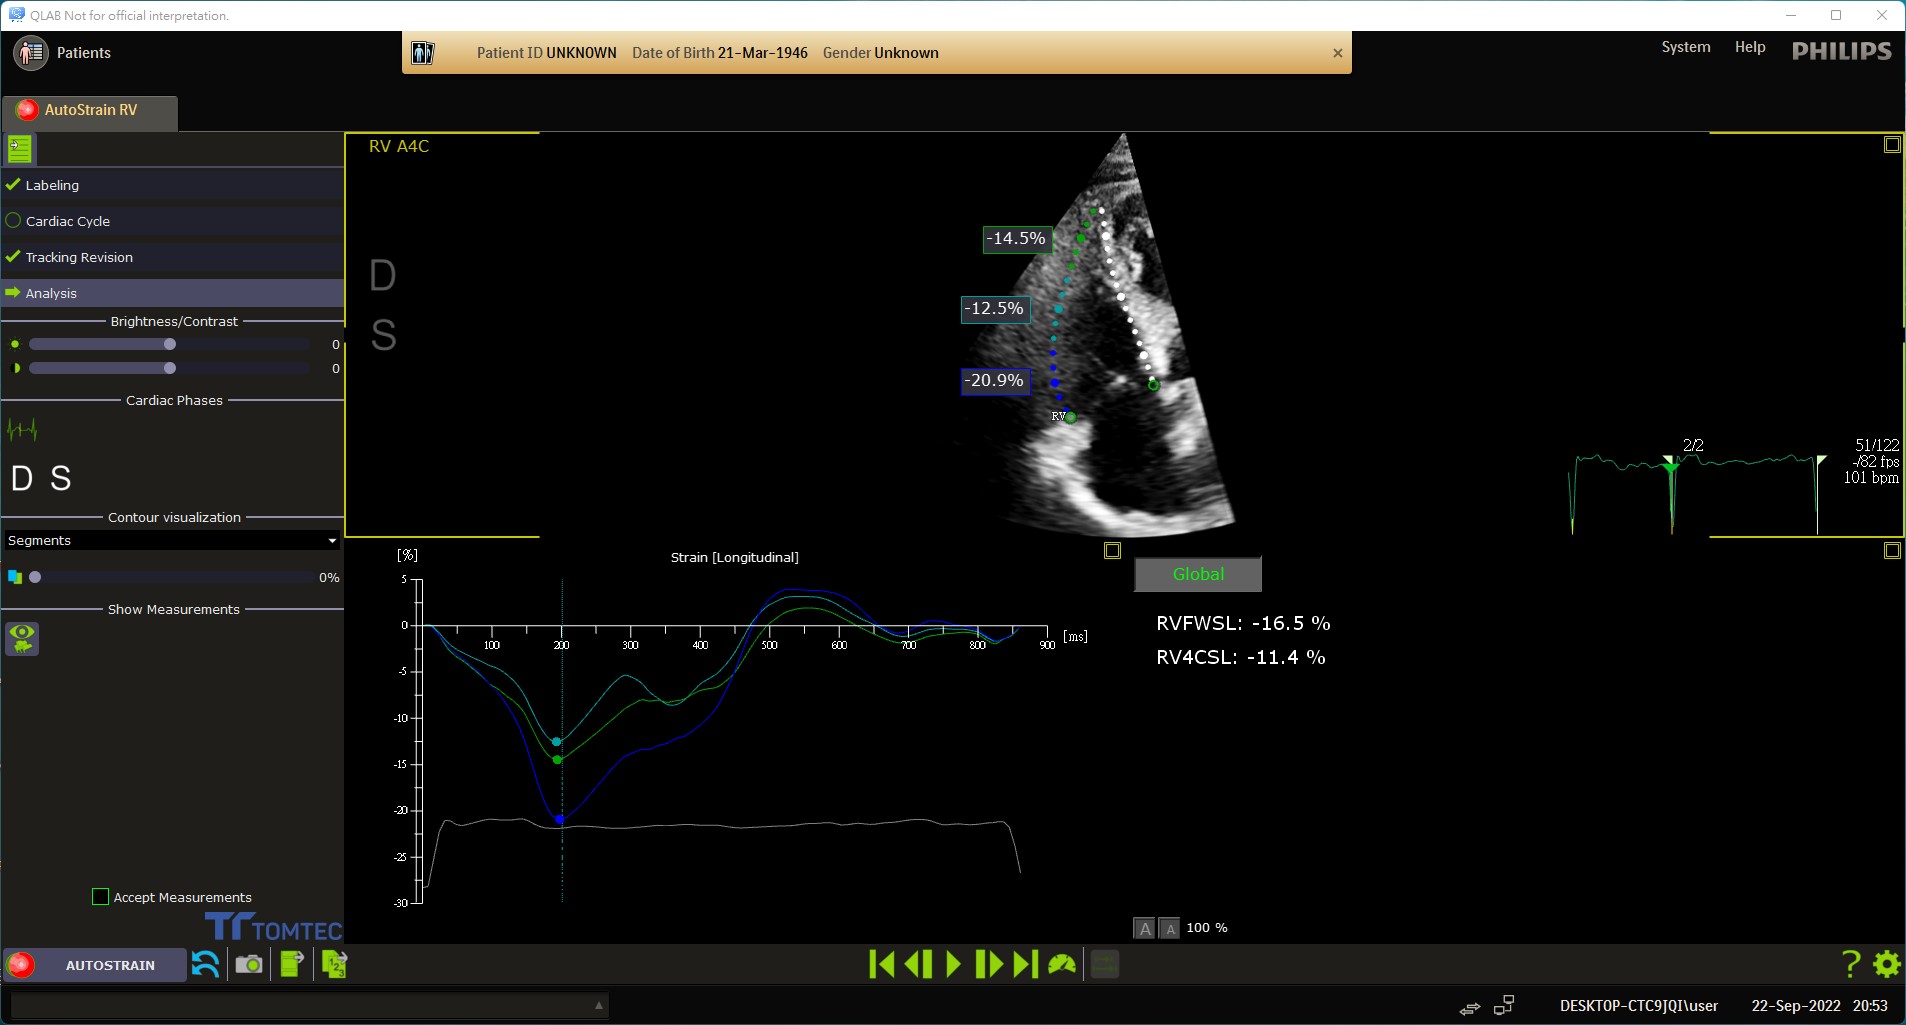 QLAB Not for official interpretation.
Patients
Patient ID UNKNOWN Date of Birth 21-Mar-1946 Gender Unknown
System Help PHILIPS
AutoStrain RV
Labeling
Cardiac Cycle
Tracking Revision
Analysis
Brightness/Contrast
0
0
Cardiac Phases
D S
Contour visualization
Segments
0%
Show Measurements
Accept Measurements
TOMTEC
RV A4C
D
S
-14.5%
-12.5%
-20.9%
RV
2/2
51/122
-/82 fps
101 bpm
[%]
Strain [Longitudinal]
5
0
-5
-10
-15
-20
-25
-30
100 200 300 400 500 600 700 800 900 [ms]
Global
RVFWSL: -16.5 %
RV4CSL: -11.4 %
A A 100 %
AUTOSTRAIN
123
?
DESKTOP-CTC9JQI\user 22-Sep-2022 20:53